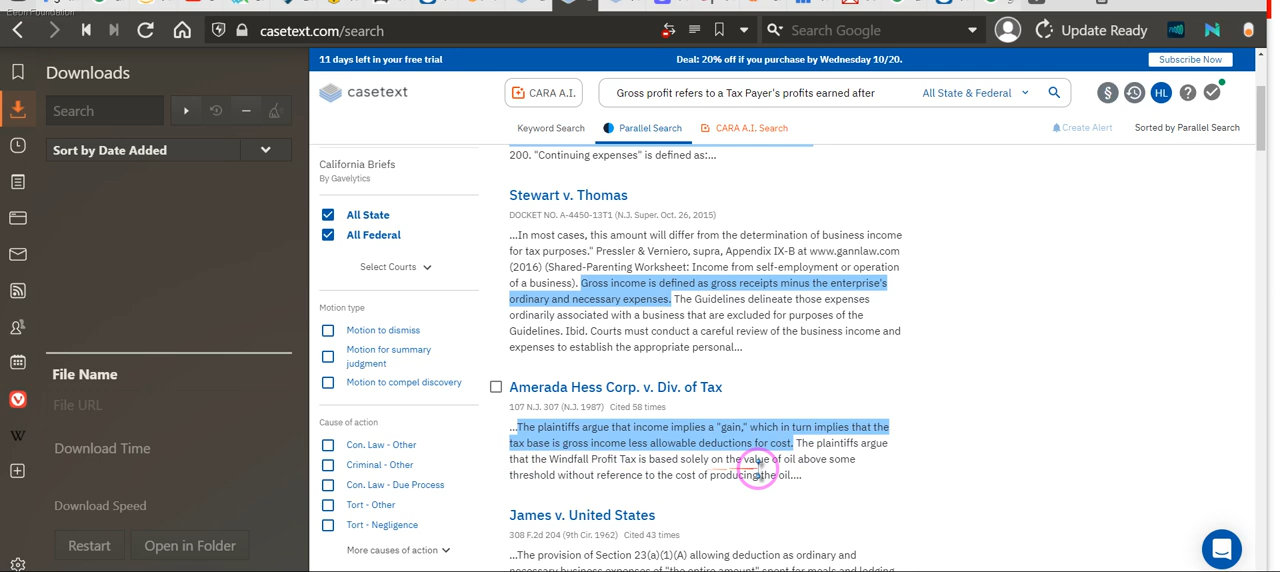 Eeon Foundation
casetext.com/search
Search Google
Update Ready
Downloads
Search
Sort by Date Added
File Name
File URL
Download Time
Download Speed
Restart
Open in Folder
11 days left in your free trial
Deal: 20% off if you purchase by Wednesday 10/20.
Subscribe Now
casetext
CARA A.I.
Gross profit refers to a Tax Payer's profits earned after
All State & Federal
§
HL
?
Keyword Search
Parallel Search
CARA A.I. Search
Create Alert
Sorted by Parallel Search
California Briefs
By Gavelytics
All State
All Federal
Select Courts
Motion type
Motion to dismiss
Motion for summary
judgment
Motion to compel discovery
Cause of action
Con. Law - Other
Criminal - Other
Con. Law - Due Process
Tort - Other
Tort - Negligence
More causes of action
200. "Continuing expenses" is defined as:...
Stewart v. Thomas
DOCKET NO. A-4450-13T1 (N.J. Super. Oct. 26, 2015)
...In most cases, this amount will differ from the determination of business income
for tax purposes." Pressler & Verniero, supra, Appendix IX-B at www.gannlaw.com
(2016) (Shared-Parenting Worksheet: Income from self-employment or operation
of a business). Gross income is defined as gross receipts minus the enterprise's
ordinary and necessary expenses. The Guidelines delineate those expenses
ordinarily associated with a business that are excluded for purposes of the
Guidelines. Ibid. Courts must conduct a careful review of the business income and
expenses to establish the appropriate personal...
Amerada Hess Corp. v. Div. of Tax
107 N.J. 307 (N.J. 1987) Cited 58 times
...The plaintiffs argue that income implies a "gain," which in turn implies that the
tax base is gross income less allowable deductions for cost. The plaintiffs argue
that the Windfall Profit Tax is based solely on the value of oil above some
threshold without reference to the cost of producing the oil....
James v. United States
308 F.2d 204 (9th Cir. 1962) Cited 43 times
...The provision of Section 23(a)(1)(A) allowing deduction as ordinary and
necessary business expenses of "the entire amount" spent for meals and lodging